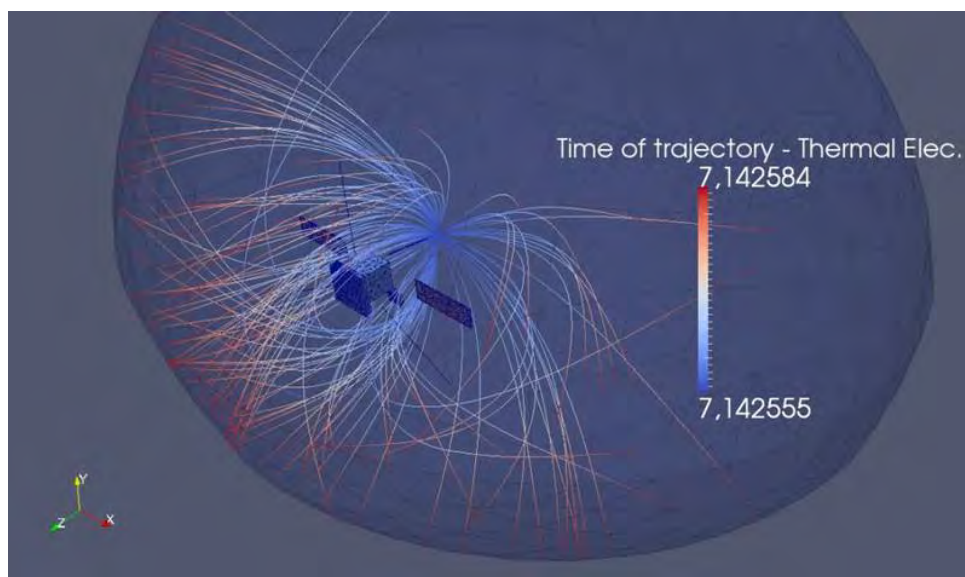 Time of trajectory - Thermal Elec.
7,142584
7,142555
Y
Z
X